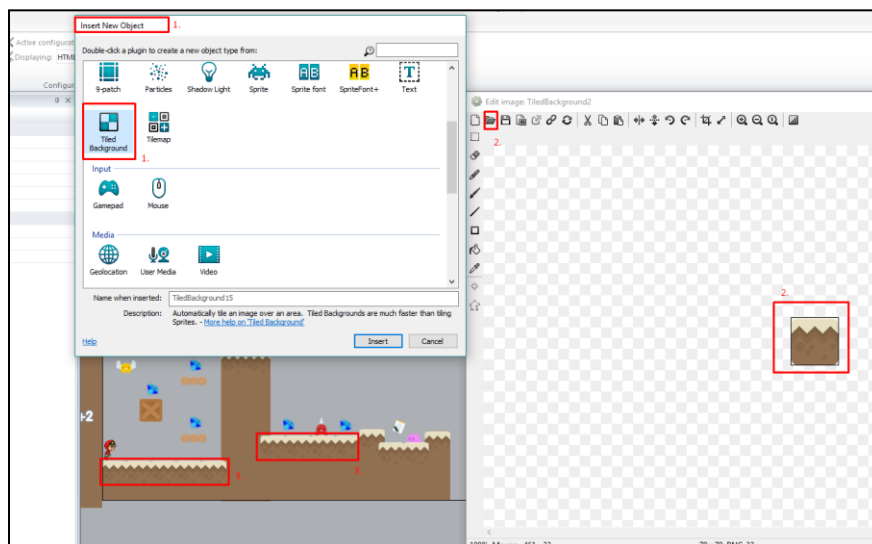 Insert New Object
1.
Active configurat
Displaying: HTML
Configur
Double-click a plugin to create a new object type from:
9-patch
Particles
Shadow Light
Sprite
Sprite font
SpriteFont+
Text
Tiled Background
Tilemap
1.
Input
Gamepad
Mouse
Media
Geolocation
User Media
Video
Name when inserted:
TiledBackground15
Description:
Automatically tile an image over an area. Tiled Backgrounds are much faster than tiling
Sprites. - More help on 'Tiled Background'
Help
Insert
Cancel
+2
3.
3.
Edit image: TiledBackground2
2.
2.